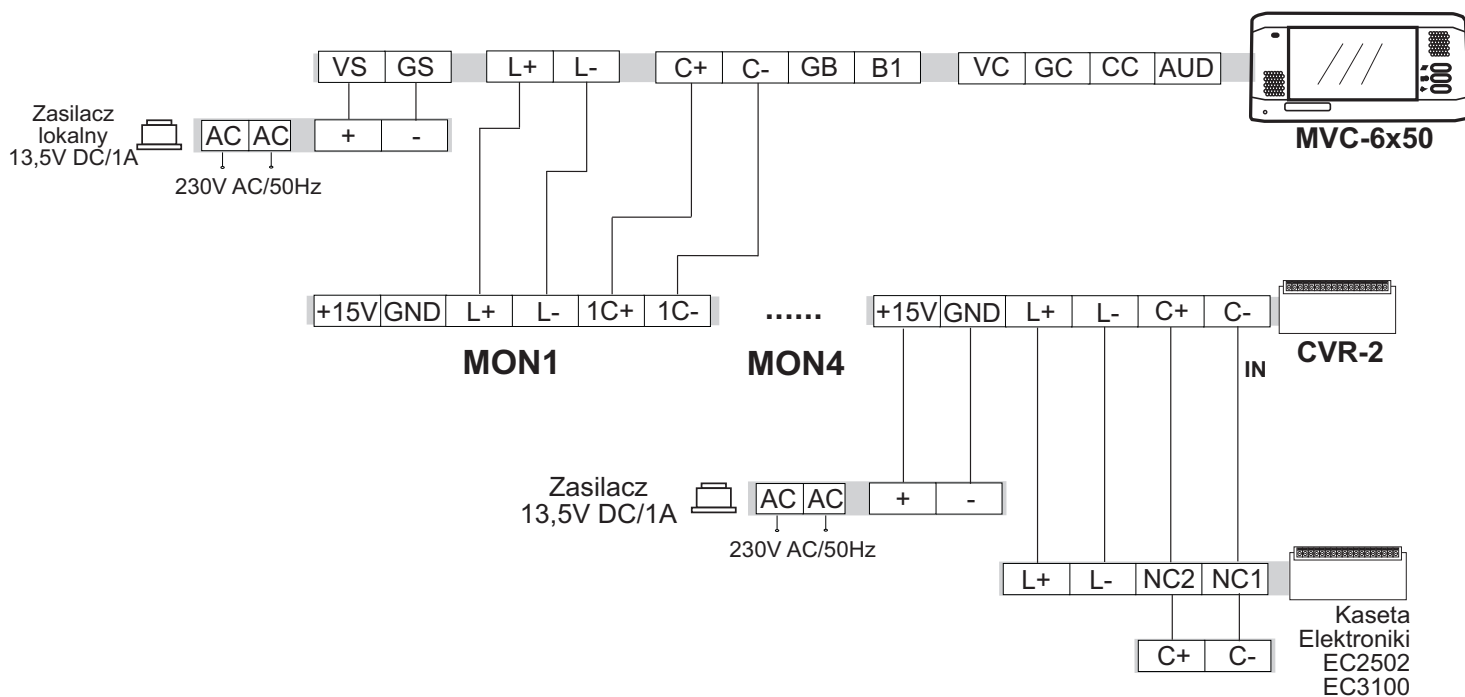 VS GS L+ L- C+ C- GB B1 VC GC CC AUD
MVC-6x50
Zasilacz
lokalny
13,5V DC/1A
AC AC + -
230V AC/50Hz
+15V GND L+ L- 1C+ 1C- ...... +15V GND L+ L- C+ C-
MON1 MON4 CVR-2
IN
Zasilacz
13,5V DC/1A
AC AC + -
230V AC/50Hz
L+ L- NC2 NC1
Kaseta
Elektroniki
EC2502
EC3100
C+ C-